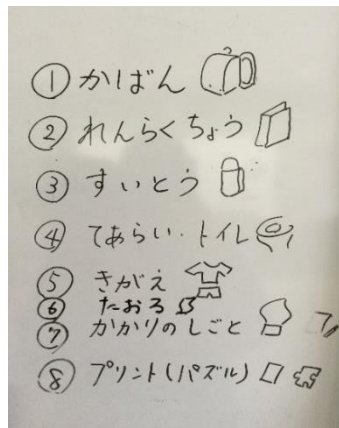 ① かばん
② れんらくちょう
③ すいとう
④ てあらい・トイレ
⑤ きがえ
⑥ たおる
⑦ かかりのしごと
⑧ プリント(パズル)